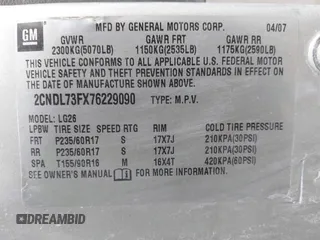 GM
MFD BY GENERAL MOTORS CORP. 04/07
GVWR GAWR FRT GAWR RR
2300KG(5070LB) 1150KG(2535LB) 1175KG(2590LB)
THIS VEHICLE CONFORMS TO ALL APPLICABLE U.S. FEDERAL MOTOR
VEHICLE SAFETY, BUMPER, AND THEFT PREVENTION STANDARDS IN EFFECT ON THE
DATE OF MANUFACTURE SHOWN ABOVE.
2CNDL73FX76229090 TYPE: M.P.V.
MODEL: LG26
LPBW TIRE SIZE SPEED RTG RIM COLD TIRE PRESSURE
FRT P235/60R17 S 17X7J 210KPA(30PSI)
RR P235/60R17 S 17X7J 210KPA(30PSI)
SPA T155/90R16 M 16X4T 420KPA(60PSI)
SEE OWNER'S MANUAL FOR ADDITIONAL INFORMATION
DREAMBID